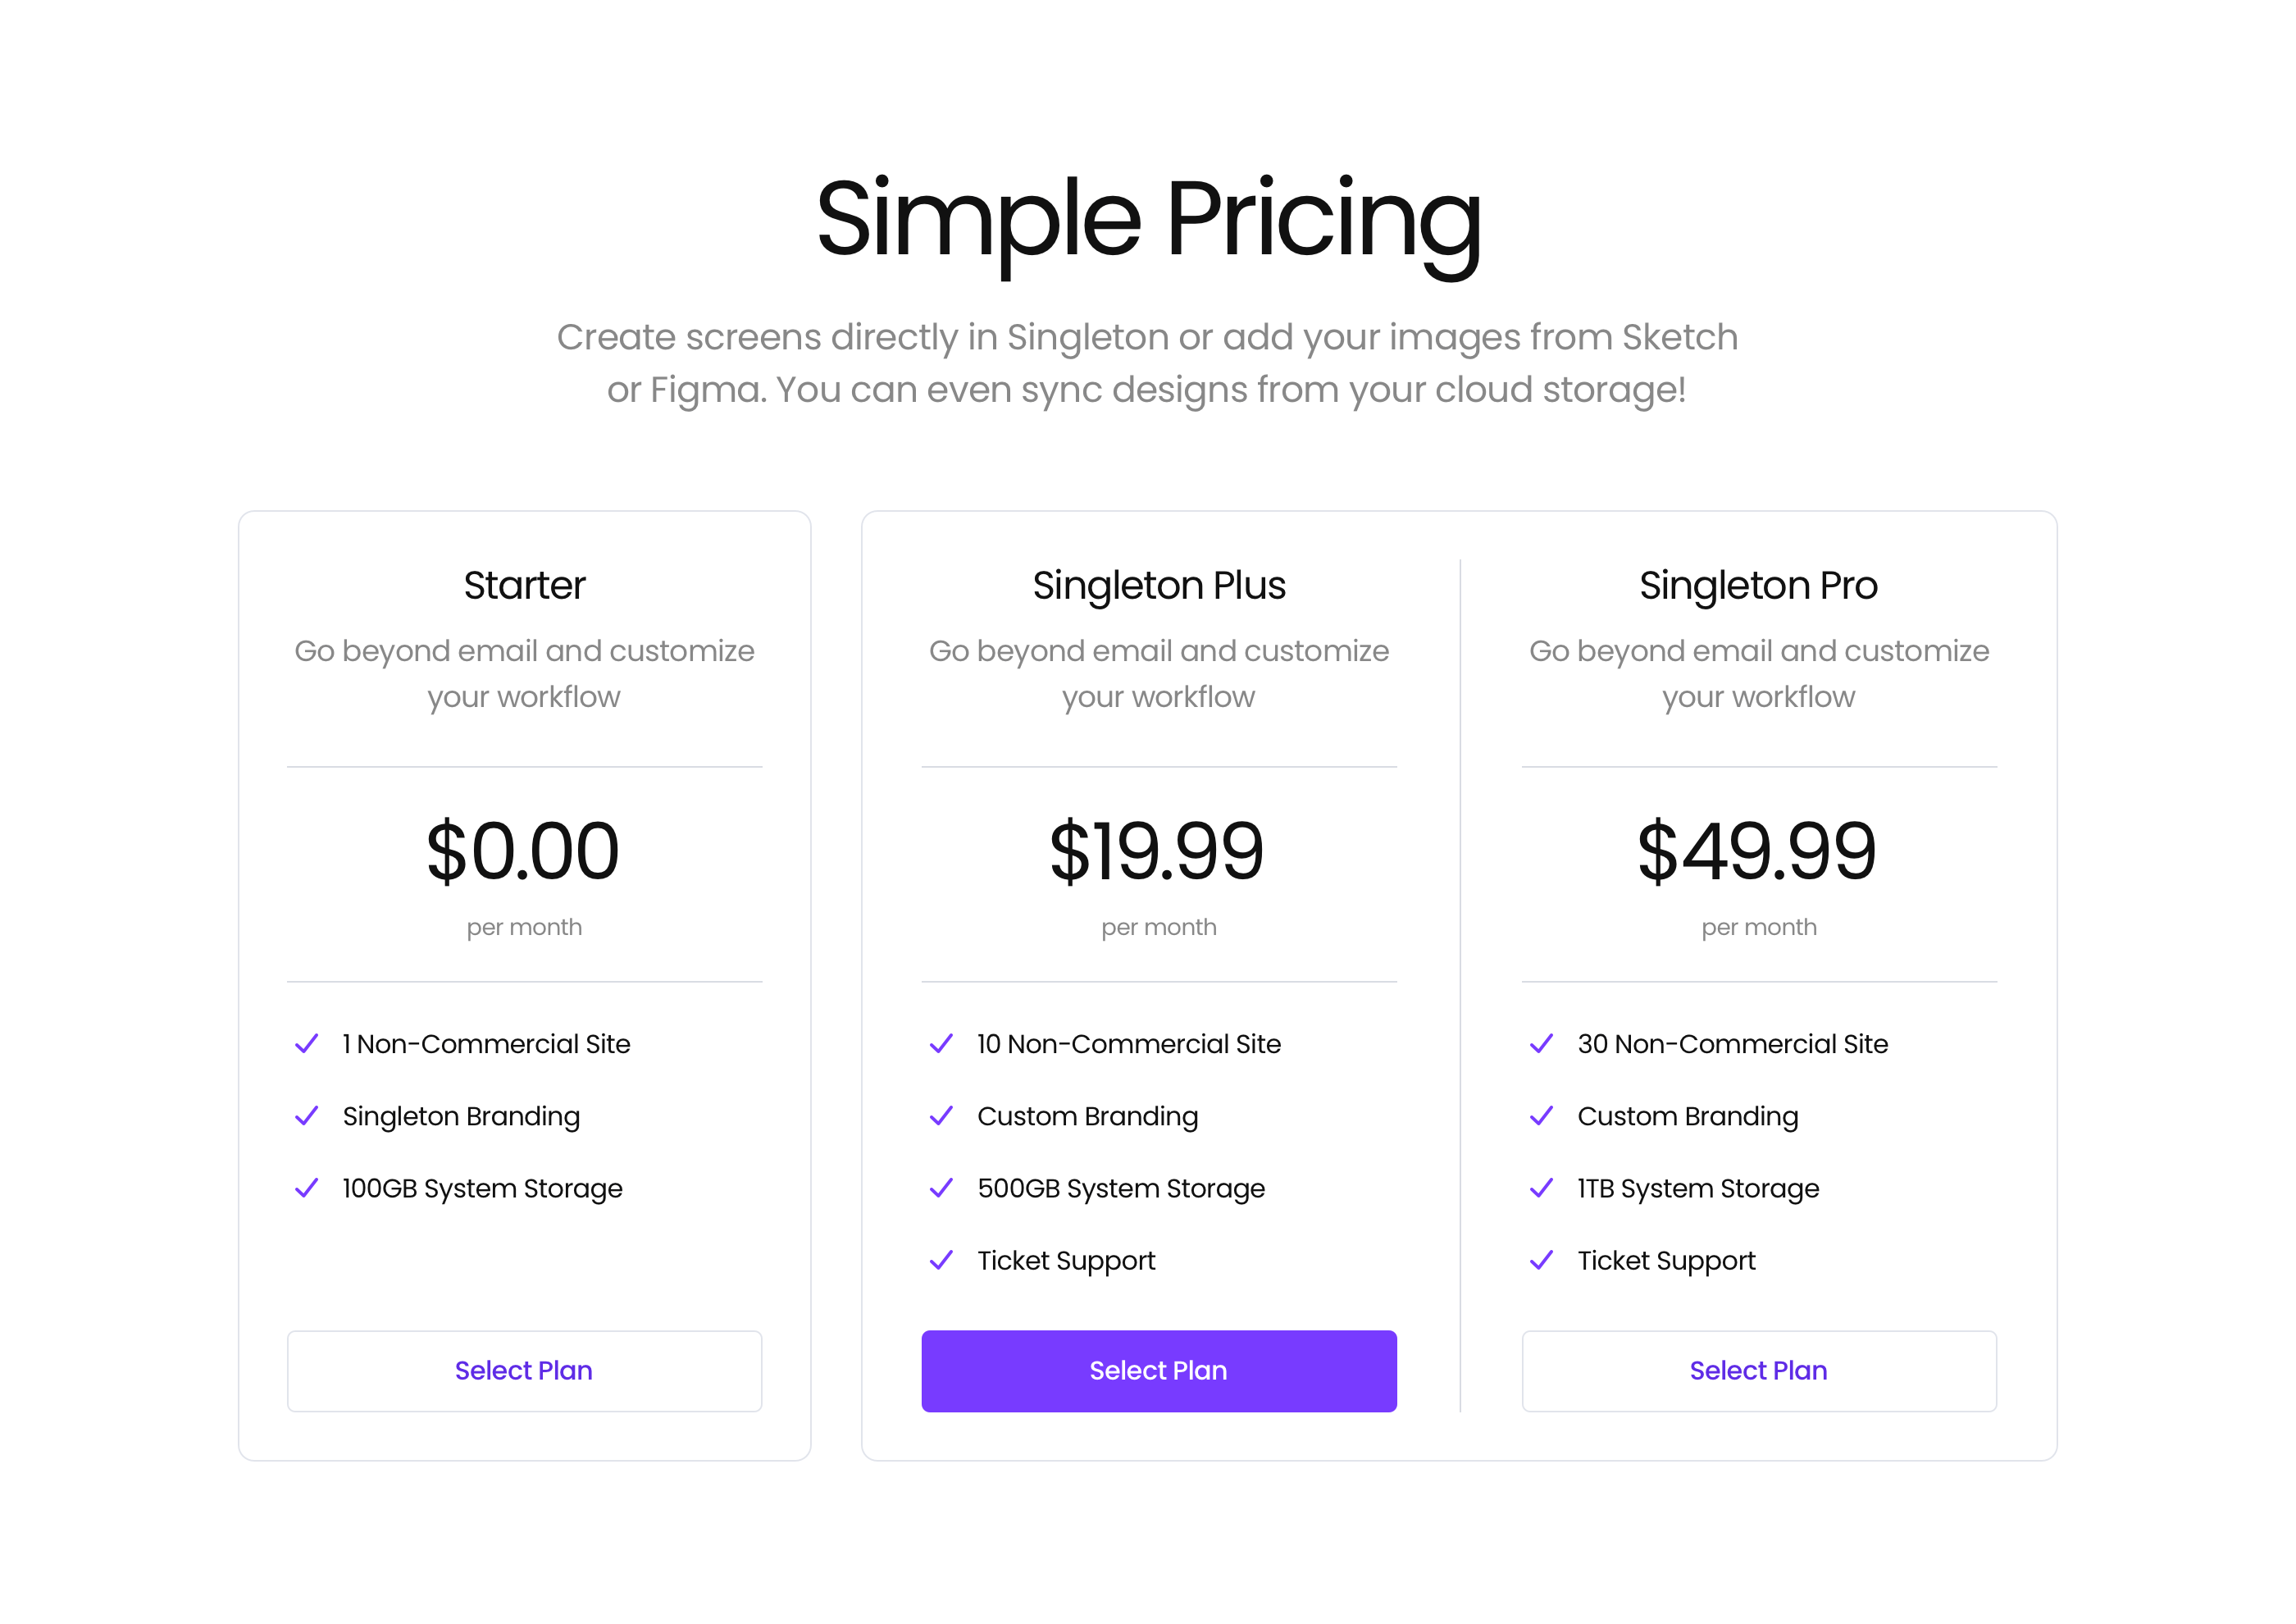 Simple Pricing
Create screens directly in Singleton or add your images from Sketch
or Figma. You can even sync designs from your cloud storage!
Starter
Go beyond email and customize
your workflow
$0.00
per month
1 Non-Commercial Site
Singleton Branding
100GB System Storage
Select Plan
Singleton Plus
Go beyond email and customize
your workflow
$19.99
per month
10 Non-Commercial Site
Custom Branding
500GB System Storage
Ticket Support
Select Plan
Singleton Pro
Go beyond email and customize
your workflow
$49.99
per month
30 Non-Commercial Site
Custom Branding
1TB System Storage
Ticket Support
Select Plan